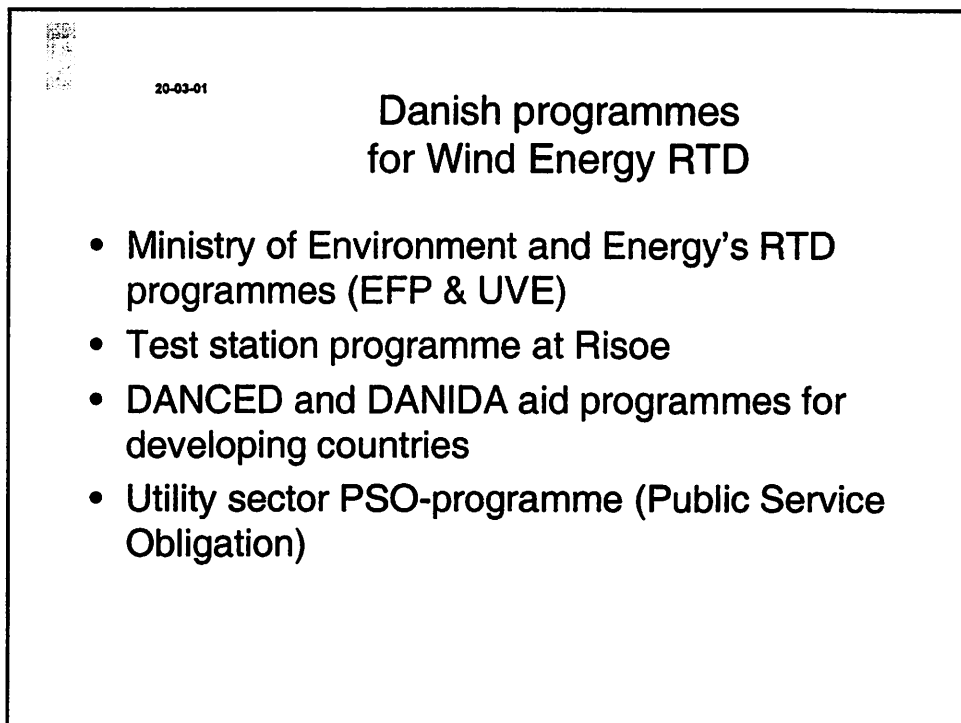 20-03-01
Danish programmes
for Wind Energy RTD
• Ministry of Environment and Energy's RTD
programmes (EFP & UVE)
• Test station programme at Risoe
• DANCED and DANIDA aid programmes for
developing countries
• Utility sector PSO-programme (Public Service
Obligation)